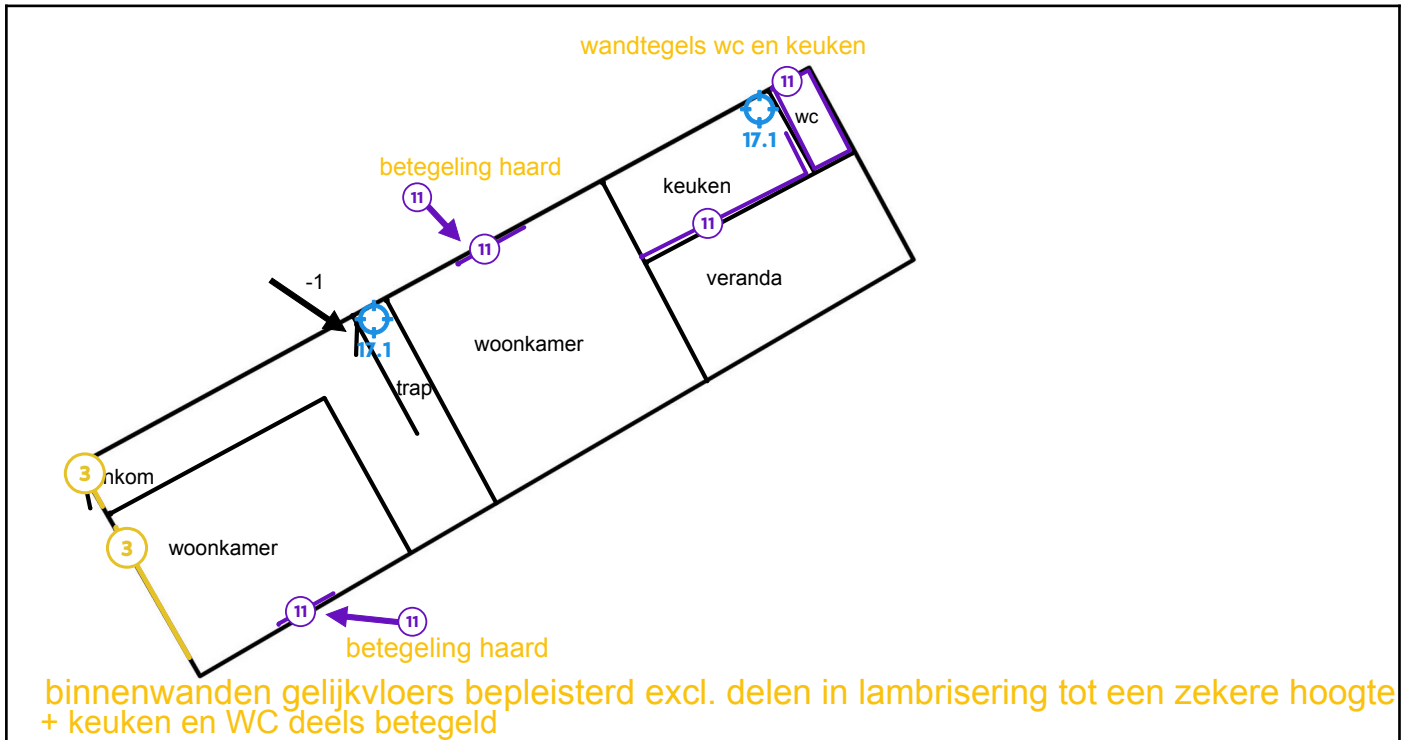 wandtegels wc en keuken
11
wc
17.1
betegeling haard
11
keuken
11
11
veranda
-1
17.1
woonkamer
trap
3
nkom
3
woonkamer
11
11
betegeling haard
binnenwanden gelijkvloers bepleisterd excl. delen in lambrisering tot een zekere hoogte
+ keuken en WC deels betegeld